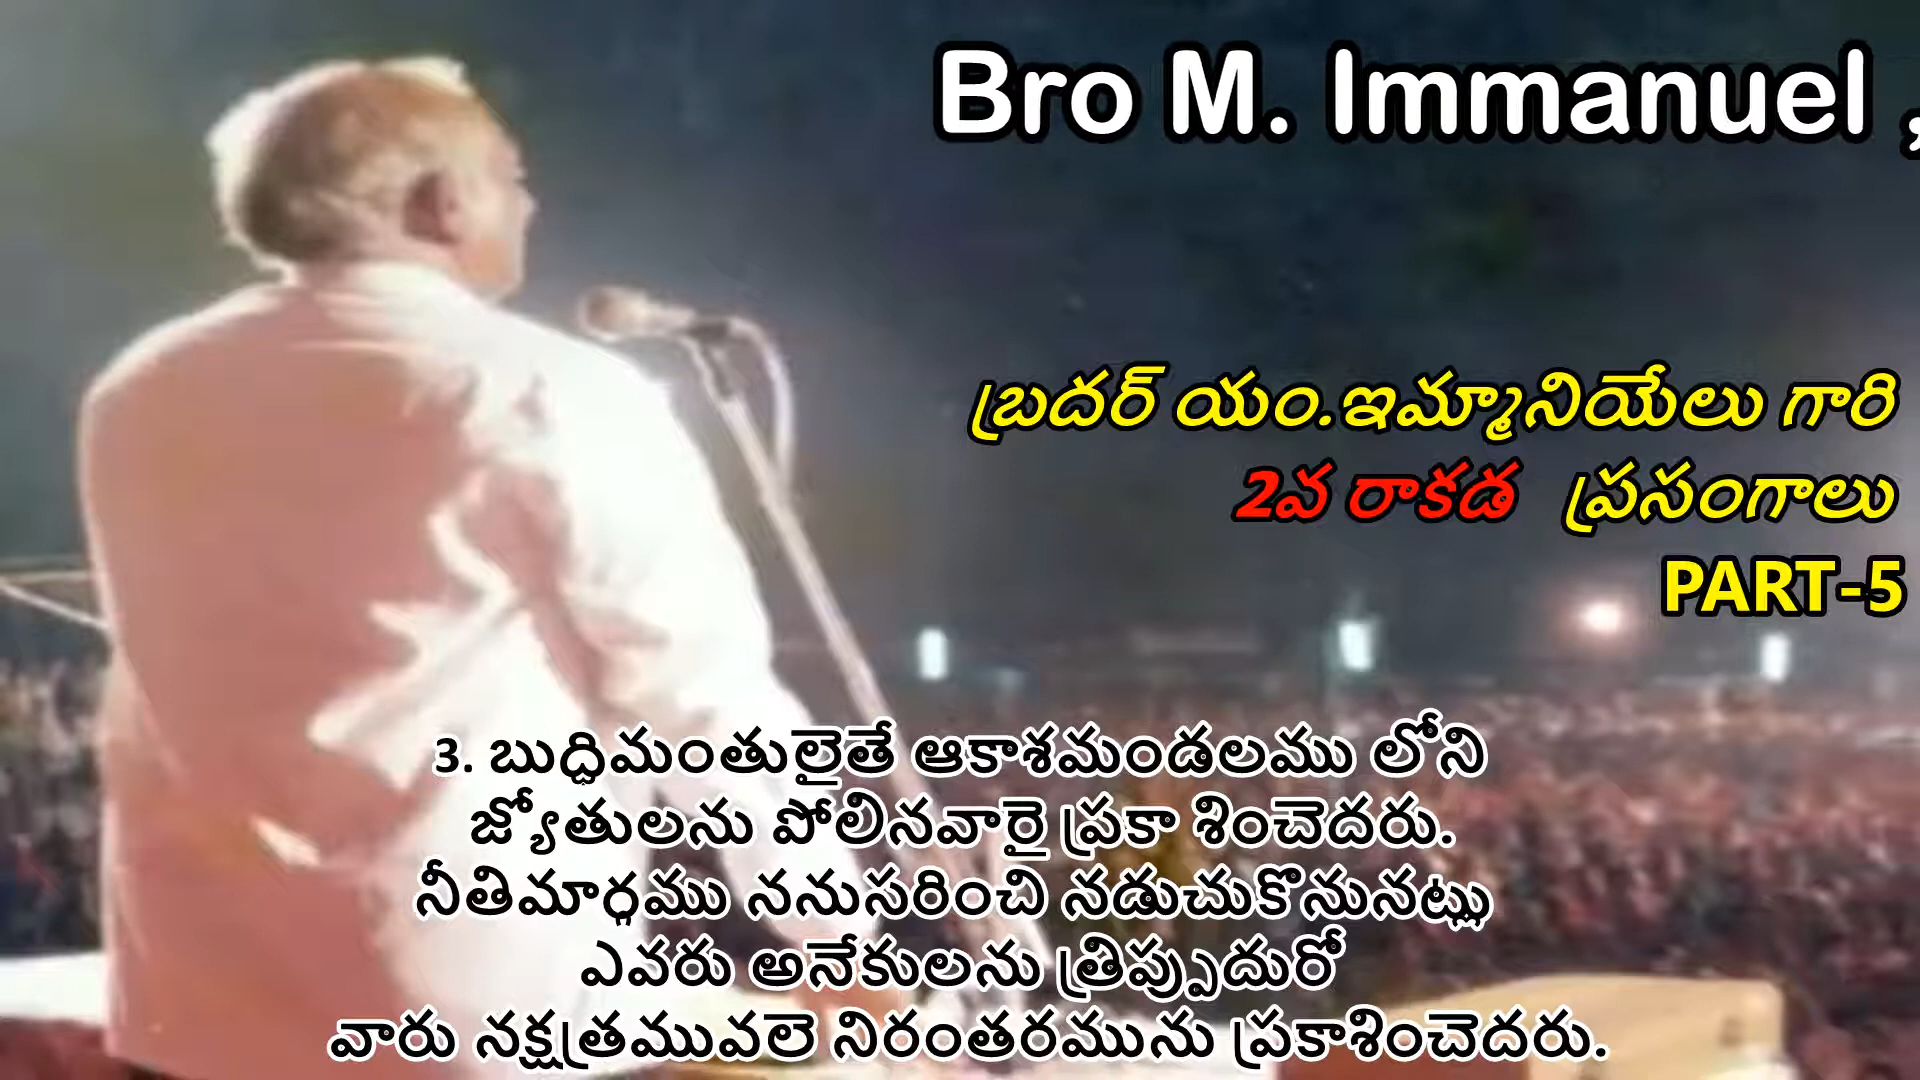 Bro M. Immanuel ,
బ్రదర్ యం.ఇమ్మానియేలు గారి
2వ రాకడ ప్రసంగాలు
PART-5
3. బుద్ధిమంతులైతే ఆకాశమండలము లోని
జ్యోతులను పోలినవారై ప్రకా శించెదరు.
నీతిమార్గము ననుసరించి నడుచుకొనునట్లు
ఎవరు అనేకులను త్రిప్పుదురో
వారు నక్షత్రమువలె నిరంతరమును ప్రకాశించెదరు.